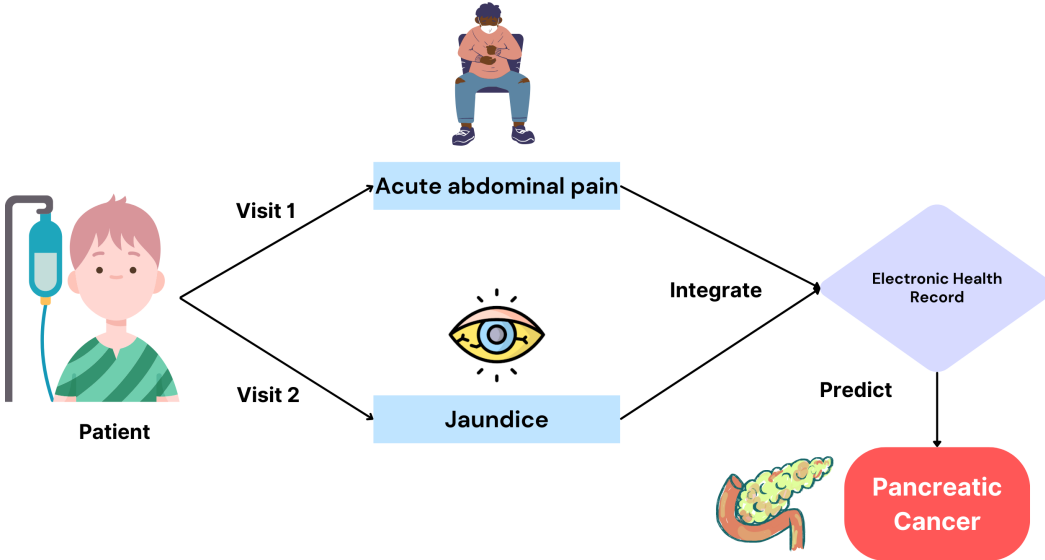 Acute abdominal pain
Visit 1
Electronic Health
Record
Integrate
Visit 2
Predict
Jaundice
Patient
Pancreatic
Cancer